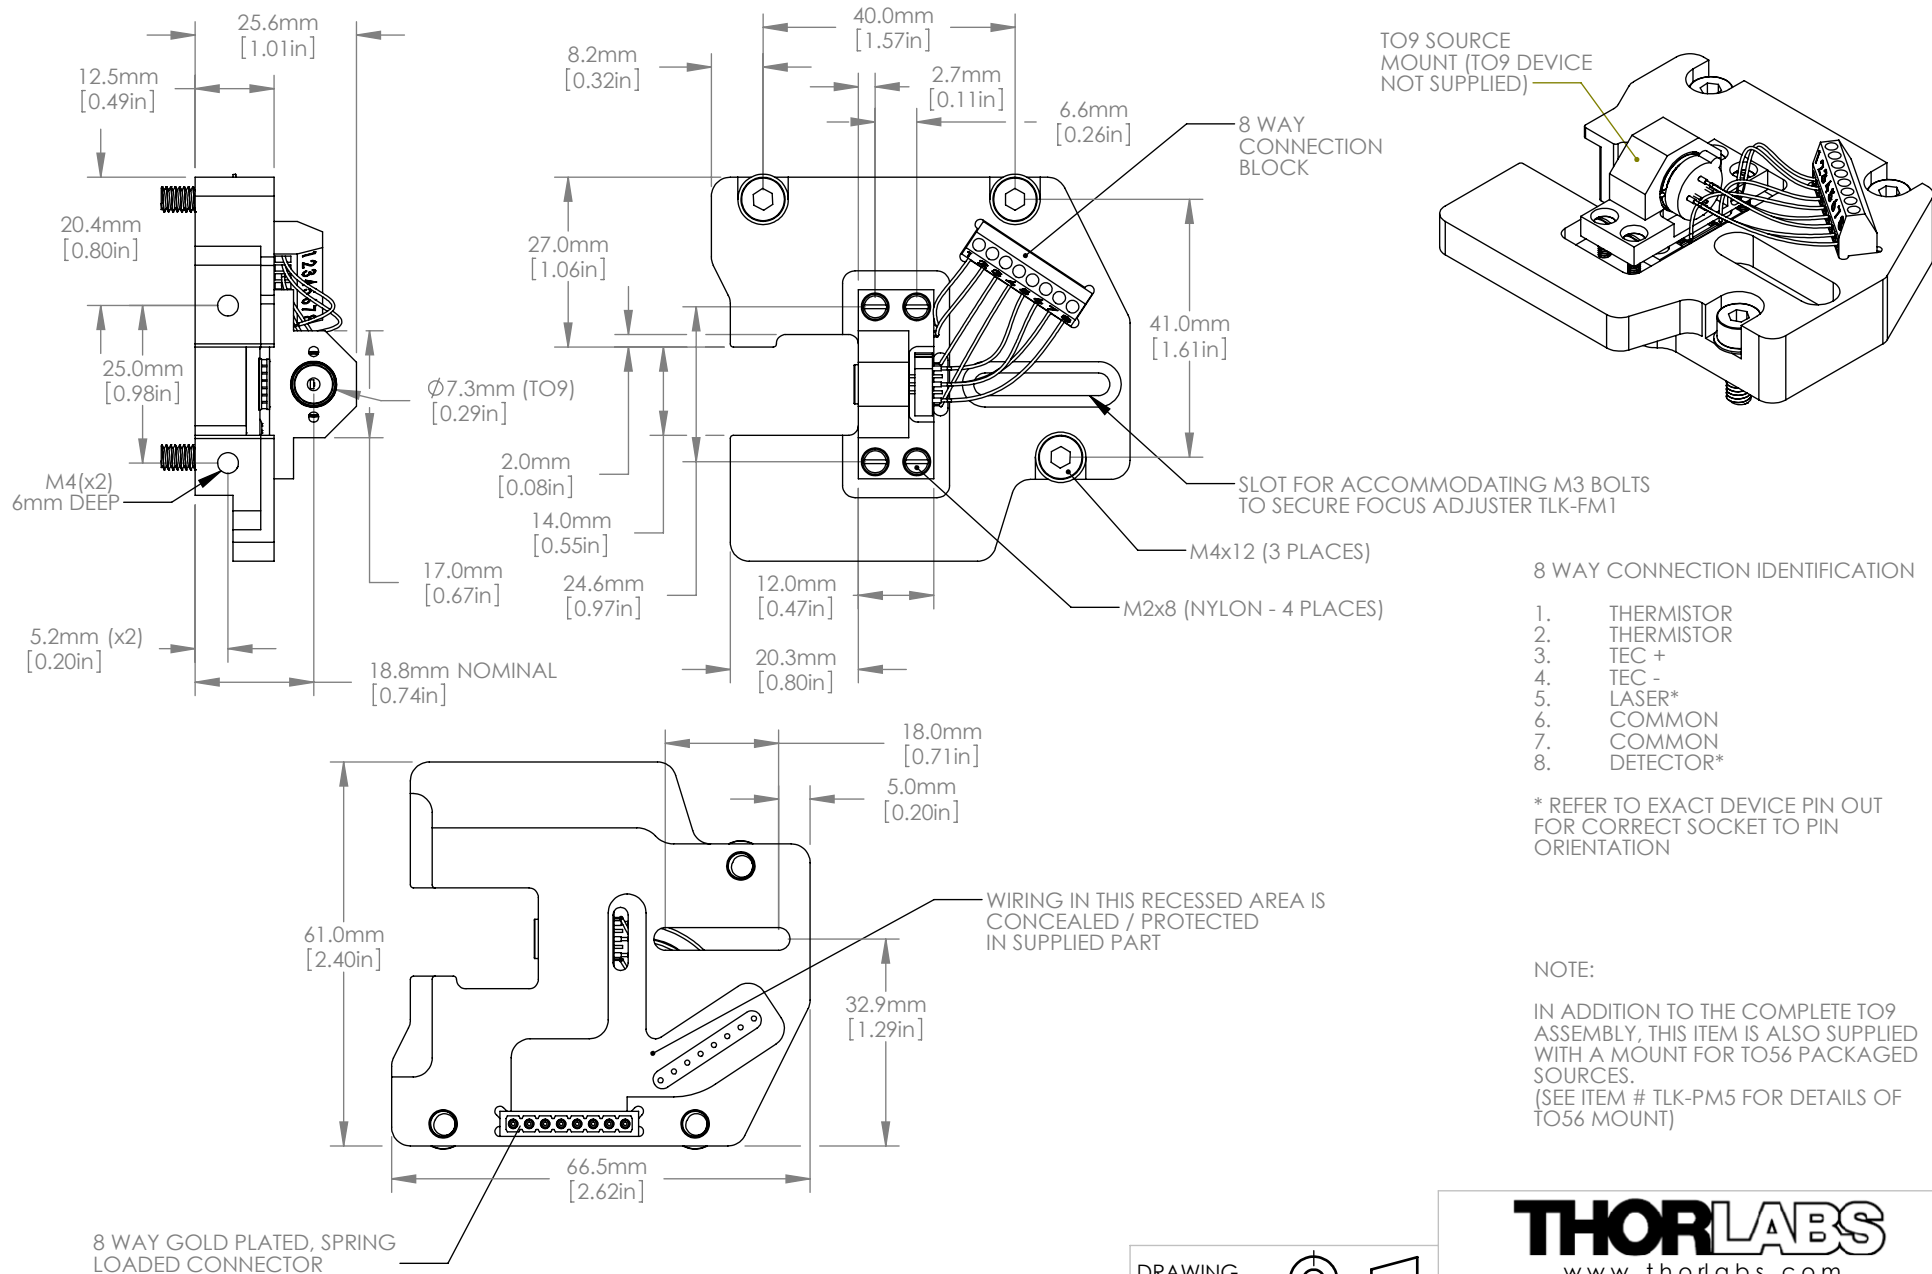 25.6mm
[1.01in]
12.5mm
[0.49in]
20.4mm
[0.80in]
25.0mm
[0.98in]
M4(x2)
6mm DEEP
5.2mm (x2)
[0.20in]
18.8mm NOMINAL
[0.74in]
17.0mm
[0.67in]
Ø7.3mm (TO9)
[0.29in]
12345678
40.0mm
[1.57in]
8.2mm
[0.32in]
2.7mm
[0.11in]
6.6mm
[0.26in]
8 WAY
CONNECTION
BLOCK
27.0mm
[1.06in]
41.0mm
[1.61in]
2.0mm
[0.08in]
14.0mm
[0.55in]
24.6mm
[0.97in]
12.0mm
[0.47in]
20.3mm
[0.80in]
SLOT FOR ACCOMMODATING M3 BOLTS
TO SECURE FOCUS ADJUSTER TLK-FM1
M4x12 (3 PLACES)
M2x8 (NYLON - 4 PLACES)
TO9 SOURCE
MOUNT (TO9 DEVICE
NOT SUPPLIED)
8 WAY CONNECTION IDENTIFICATION
1. THERMISTOR
2. THERMISTOR
3. TEC +
4. TEC -
5. LASER*
6. COMMON
7. COMMON
8. DETECTOR*
* REFER TO EXACT DEVICE PIN OUT
FOR CORRECT SOCKET TO PIN
ORIENTATION
18.0mm
[0.71in]
5.0mm
[0.20in]
61.0mm
[2.40in]
WIRING IN THIS RECESSED AREA IS
CONCEALED / PROTECTED
IN SUPPLIED PART
32.9mm
[1.29in]
66.5mm
[2.62in]
8 WAY GOLD PLATED, SPRING
LOADED CONNECTOR
NOTE:
IN ADDITION TO THE COMPLETE TO9
ASSEMBLY, THIS ITEM IS ALSO SUPPLIED
WITH A MOUNT FOR TO56 PACKAGED
SOURCES.
(SEE ITEM # TLK-PM5 FOR DETAILS OF
TO56 MOUNT)
DRAWING
THORLABS
www.thorlabs.com